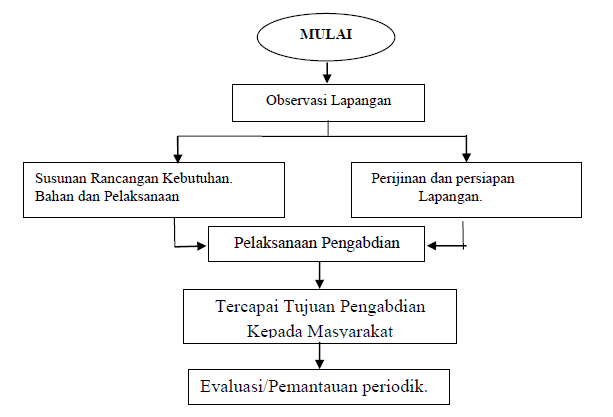 MULAI
Observasi Lapangan
Susunan Rancangan Kebutuhan.
Bahan dan Pelaksanaan
Perijinan dan persiapan
Lapangan.
Pelaksanaan Pengabdian
Tercapai Tujuan Pengabdian
Kepada Masyarakat
Evaluasi/Pemantauan periodik.